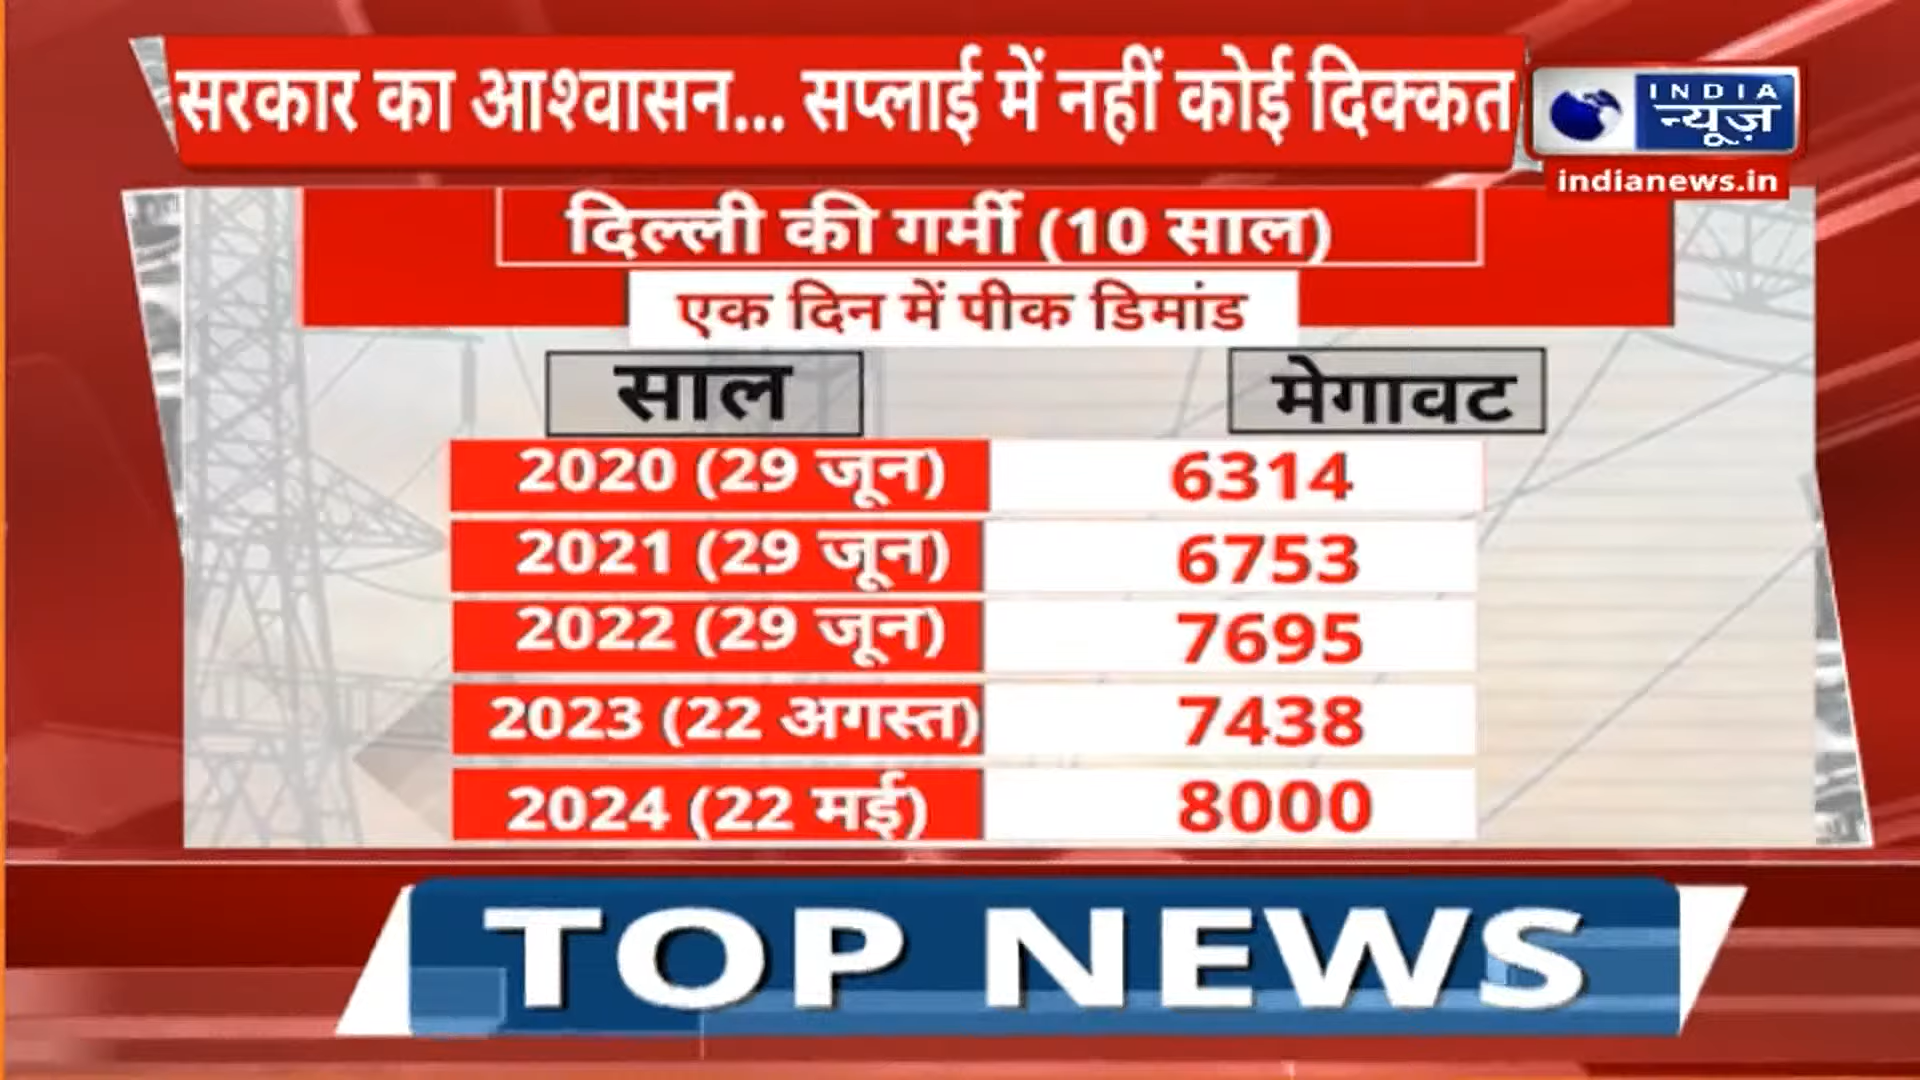 सरकार का आश्वासन... सप्लाई में नहीं कोई दिक्कत
INDIA
न्यूज़
indianews.in
दिल्ली की गर्मी (10 साल)
एक दिन में पीक डिमांड
साल मेगावट
2020 (29 जून) 6314
2021 (29 जून) 6753
2022 (29 जून) 7695
2023 (22 अगस्त) 7438
2024 (22 मई) 8000
TOP NEWS